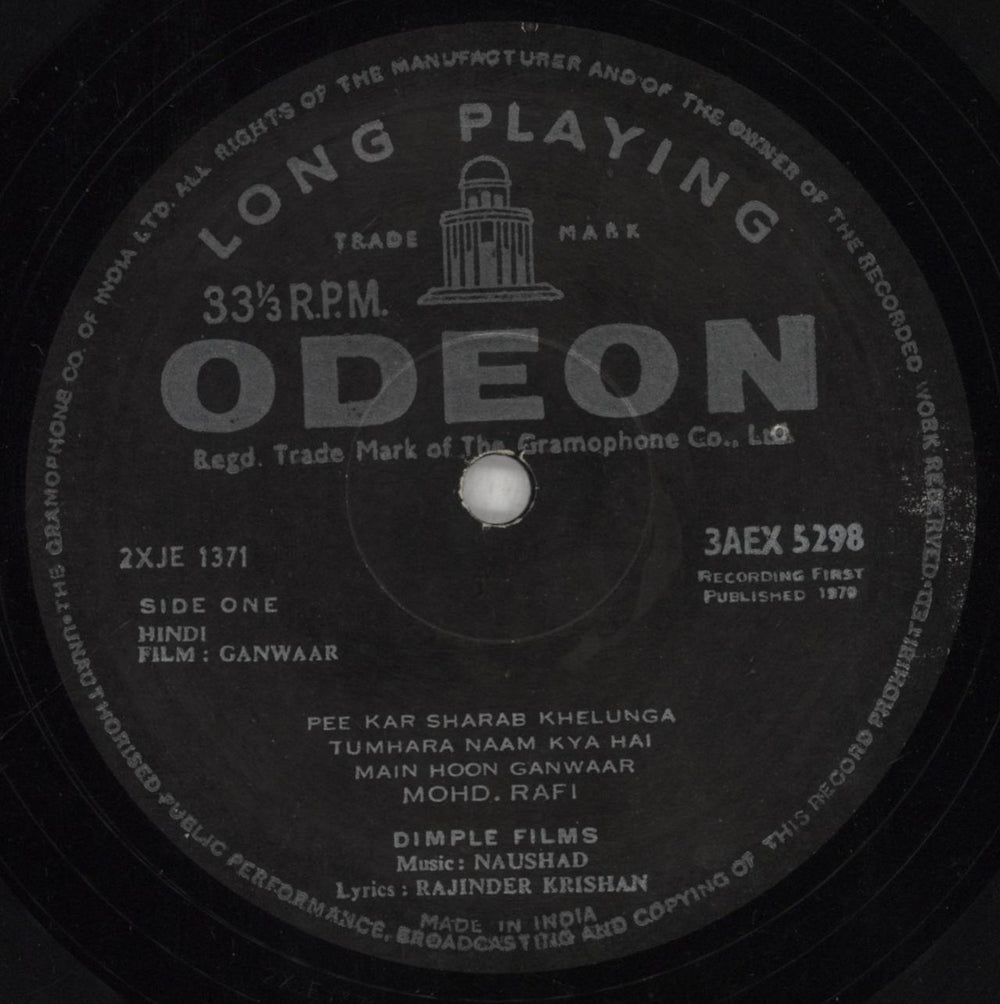 THE GRAMOPHONE CO. OF INDIA LTD. ALL RIGHTS OF THE MANUFACTURER AND OF THE OWNER OF THE RECORDED WORK RESERVED.
UNAUTHORISED PUBLIC PERFORMANCE, BROADCASTING AND COPYING OF THIS RECORD PROHIBITED
LONG PLAYING
TRADE MARK
33⅓ R.P.M.
ODEON
Regd. Trade Mark of The Gramophone Co., Ltd.
2XJE 1371
3AEX 5298
RECORDING FIRST
PUBLISHED 1970
SIDE ONE
HINDI
FILM : GANWAAR
PEE KAR SHARAB KHELUNGA
TUMHARA NAAM KYA HAI
MAIN HOON GANWAAR
MOHD. RAFI
DIMPLE FILMS
Music : NAUSHAD
Lyrics : RAJINDER KRISHAN
MADE IN INDIA